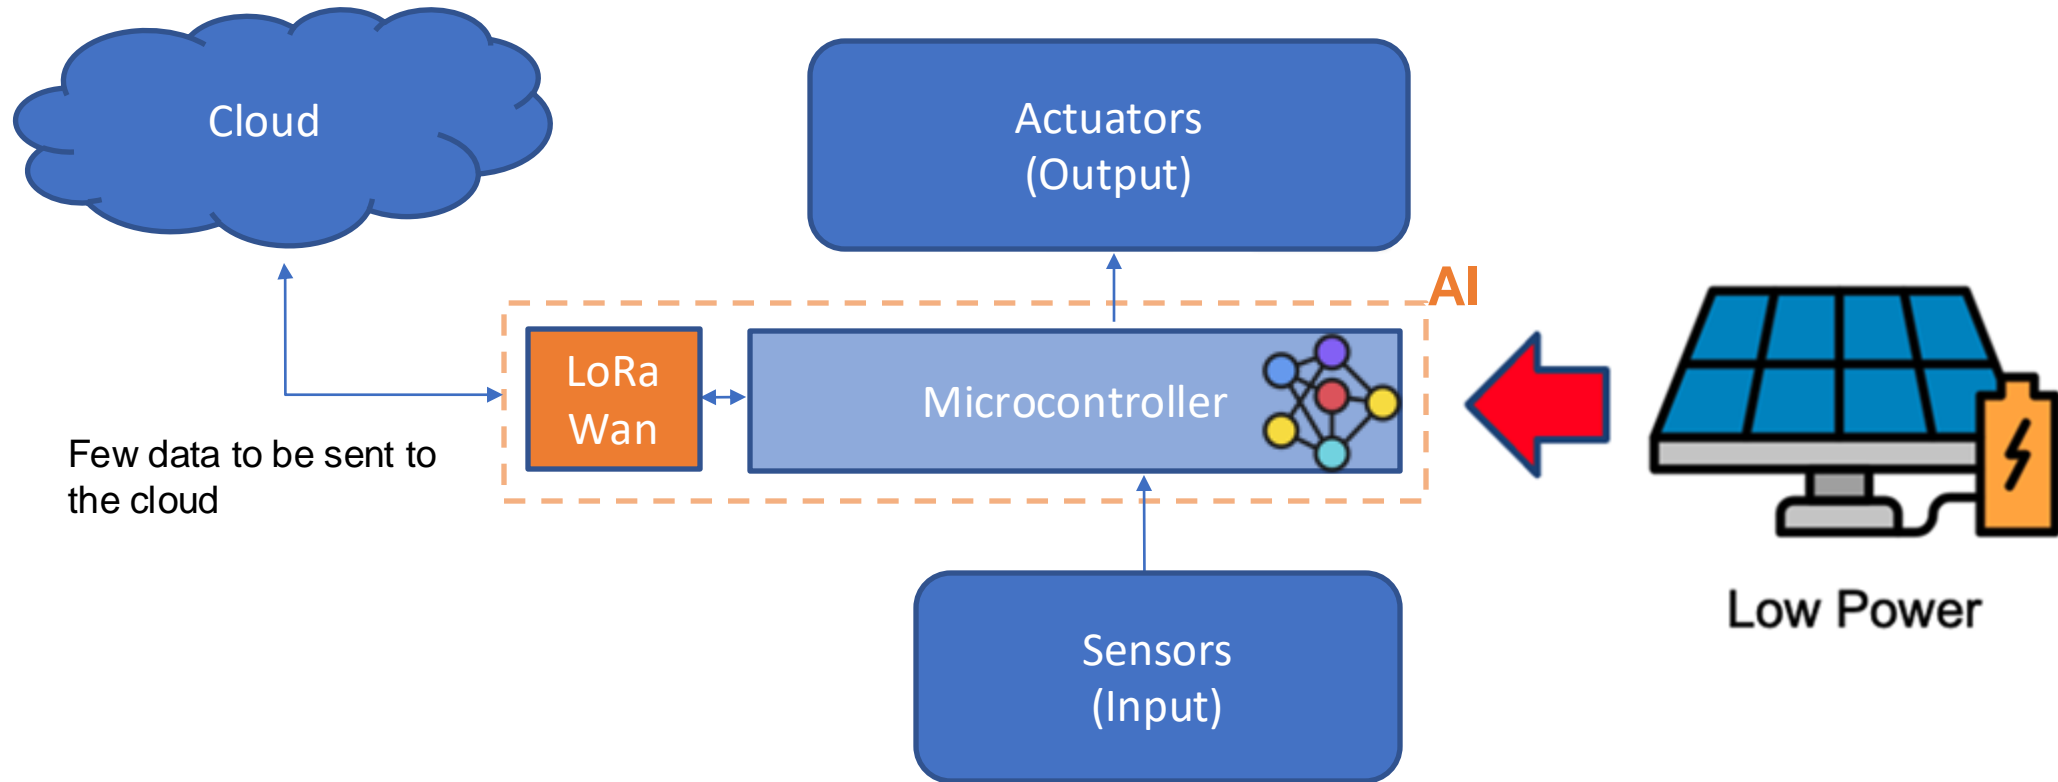 Cloud
Actuators
(Output)
AI
LoRa
Wan
Microcontroller
Few data to be sent to
the cloud
Sensors
(Input)
Low Power